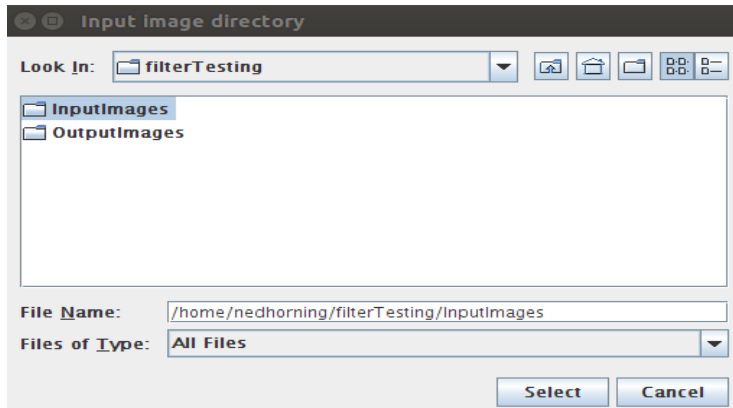 Input image directory
Look In: filterTesting
InputImages
OutputImages
File Name: /home/nedhorning/filterTesting/InputImages
Files of Type: All Files
Select Cancel